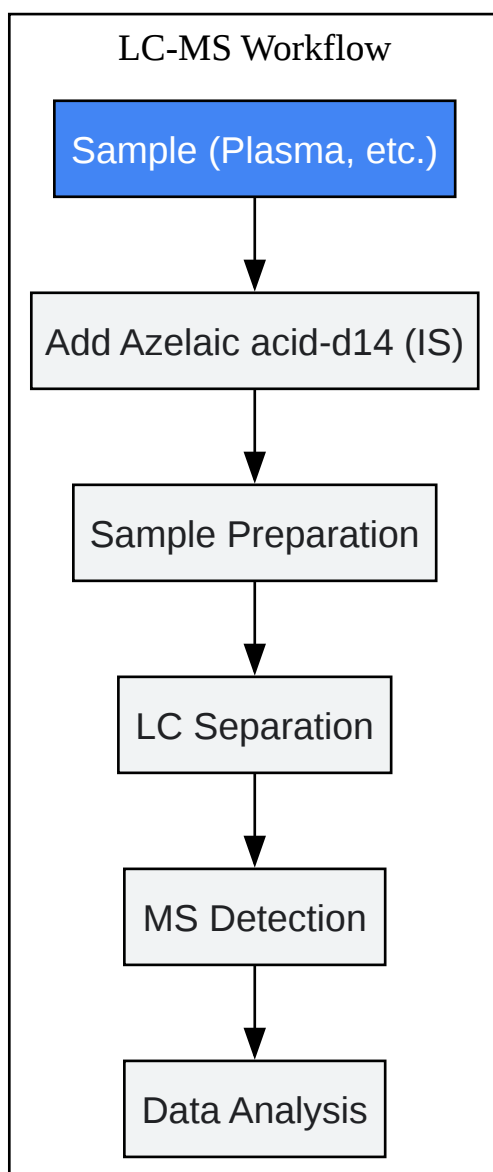 LC-MS Workflow
Sample (Plasma, etc.)
Add Azelaic acid-d14 (IS)
Sample Preparation
LC Separation
MS Detection
Data Analysis